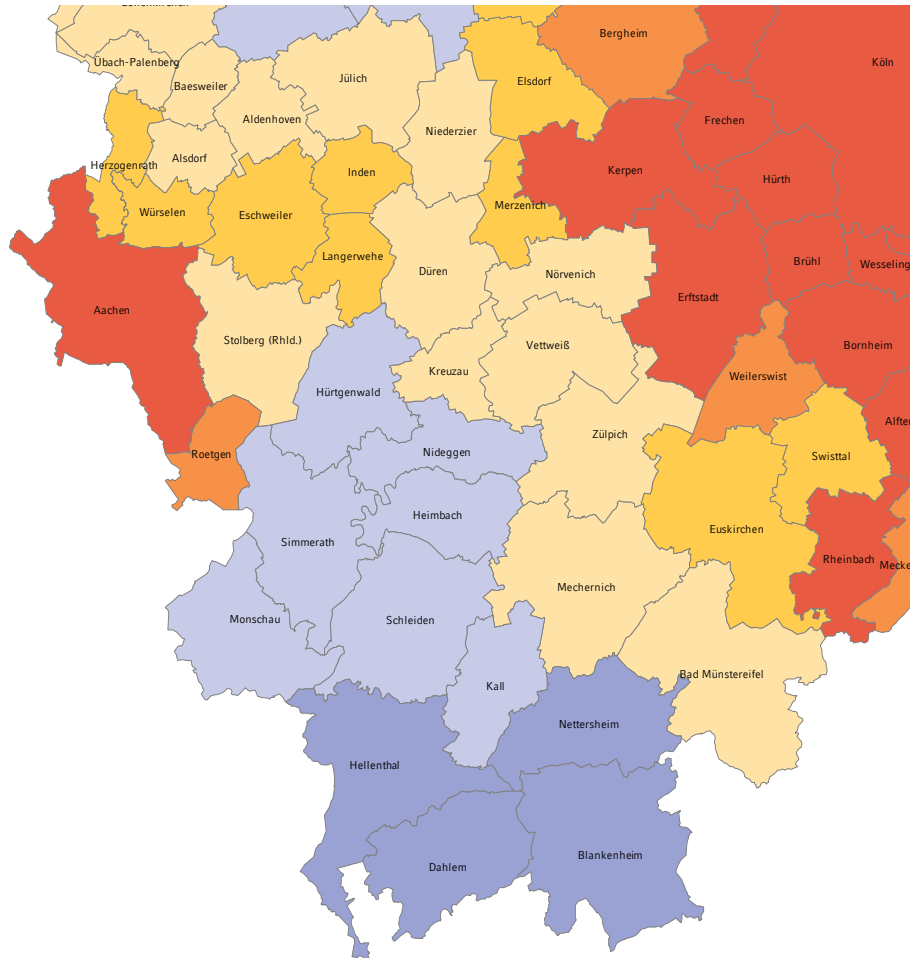 Bergheim
Köln
Übach-Palenberg
Jülich
Elsdorf
Baesweiler
Aldenhoven
Frechen
Niederzier
Alsdorf
Herzogenrath
Inden
Kerpen
Hürth
Würselen
Eschweiler
Merzenich
Langerwehe
Düren
Nörvenich
Brühl
Wesseling
Aachen
Erftstadt
Stolberg (Rhld.)
Vettweiß
Bornheim
Kreuzau
Weilerswist
Hürtgenwald
Alfter
Zülpich
Roetgen
Nideggen
Swisttal
Heimbach
Euskirchen
Simmerath
Rheinbach
Mecke
Mechernich
Monschau
Schleiden
Kall
Bad Münstereifel
Nettersheim
Hellenthal
Blankenheim
Dahlem